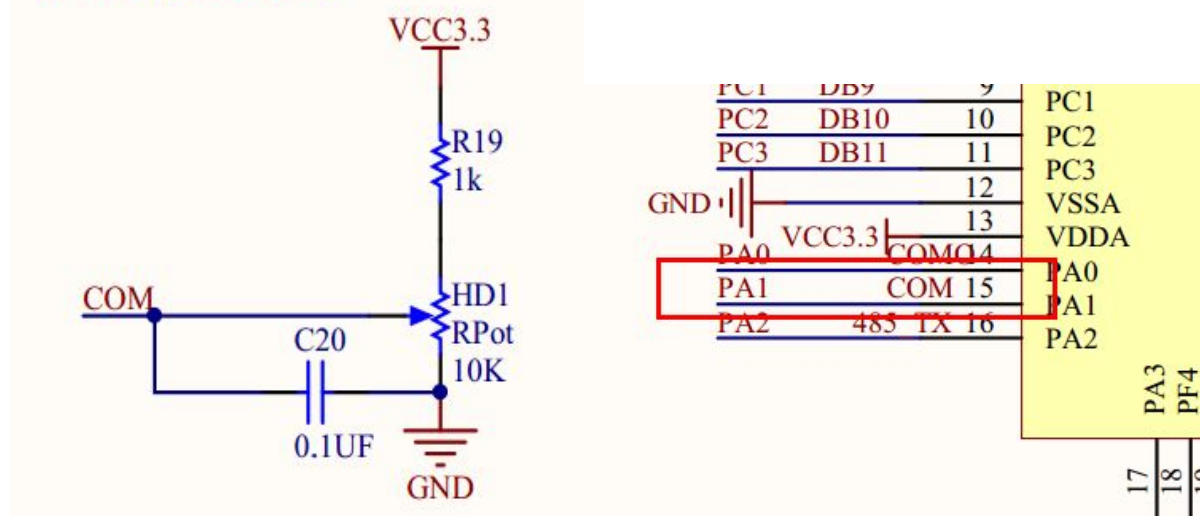 VCC3.3
R19
1k
COM
HD1
RPot
10K
C20
0.1UF
GND
PC1 DB9 9 PC1
PC2 DB10 10 PC2
PC3 DB11 11 PC3
GND 12 VSSA
VCC3.3 13 VDDA
PA0 14 PA0
PA1 COM 15 PA1
PA2 485 TX 16 PA2
PA3
PF4
17
18